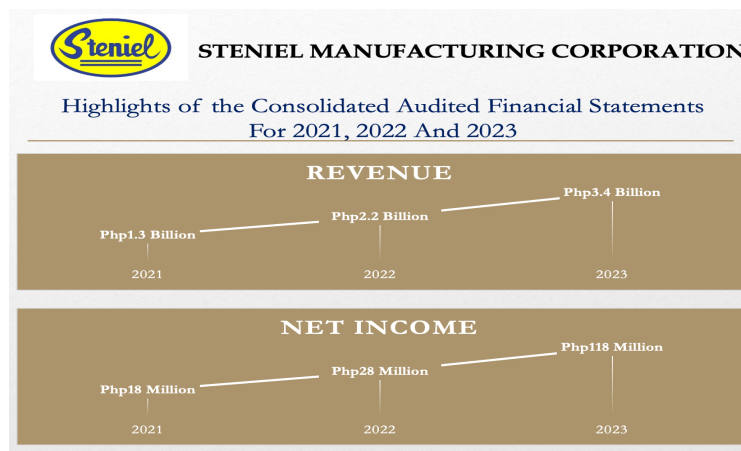 Steniel
STENIEL MANUFACTURING CORPORATION
Highlights of the Consolidated Audited Financial Statements
For 2021, 2022 And 2023
REVENUE
Php1.3 Billion
Php2.2 Billion
Php3.4 Billion
2021
2022
2023
NET INCOME
Php18 Million
Php28 Million
Php118 Million
2021
2022
2023